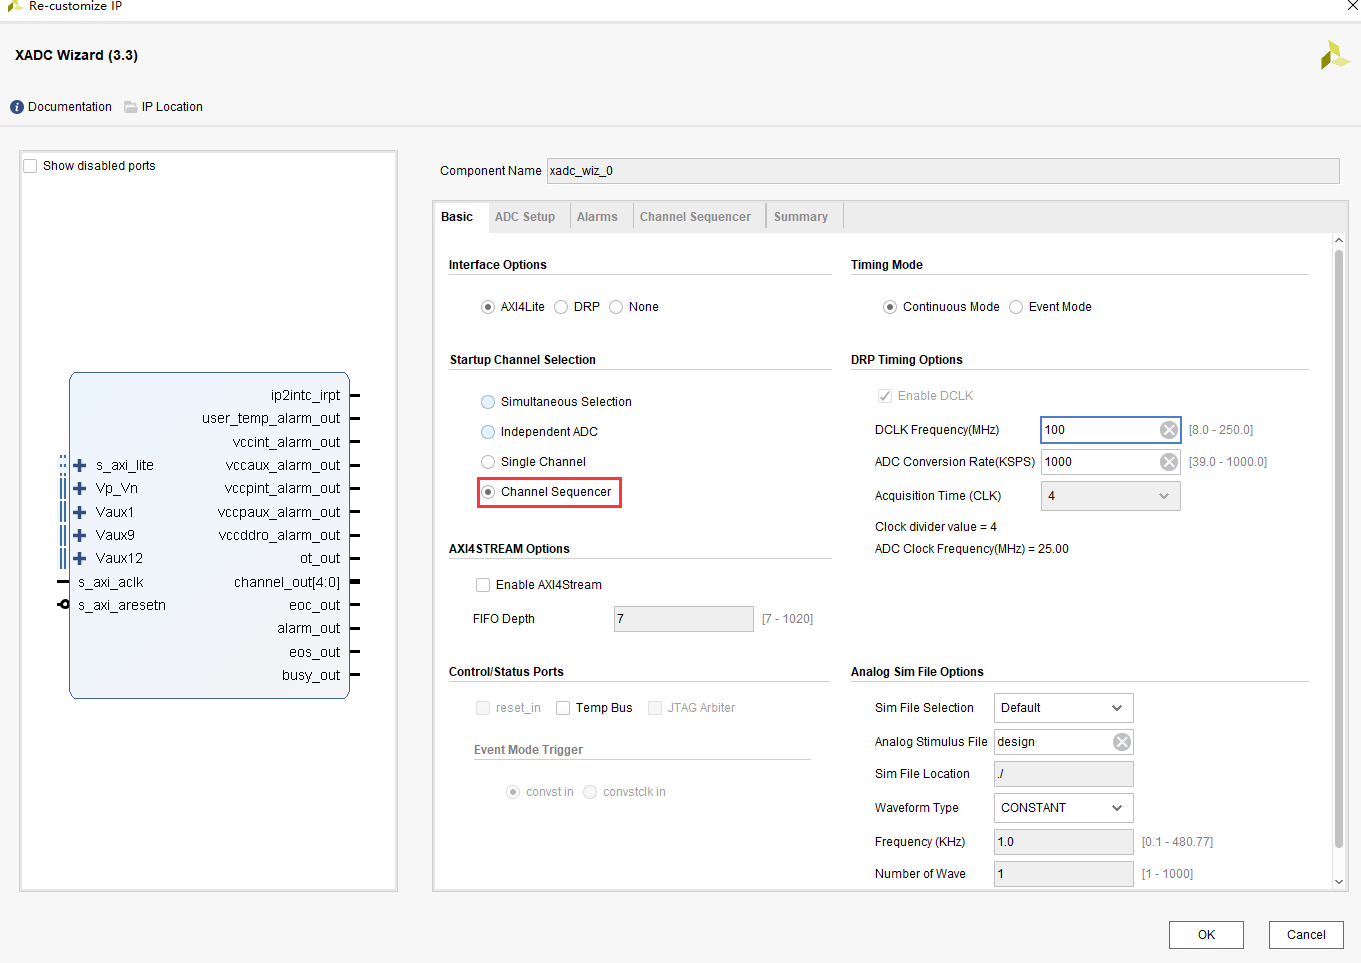 Re-customize IP
XADC Wizard (3.3)
Documentation IP Location
Show disabled ports
ip2intc_irpt
user_temp_alarm_out
vccint_alarm_out
s_axi_lite vccaux_alarm_out
Vp_Vn vccpint_alarm_out
Vaux1 vccpaux_alarm_out
Vaux9 vccddro_alarm_out
Vaux12 ot_out
s_axi_aclk channel_out[4:0]
s_axi_aresetn eoc_out
alarm_out
eos_out
busy_out
Component Name xadc_wiz_0
Basic ADC Setup Alarms Channel Sequencer Summary
Interface Options
AXI4Lite DRP None
Startup Channel Selection
Simultaneous Selection
Independent ADC
Single Channel
Channel Sequencer
AXI4STREAM Options
Enable AXI4Stream
FIFO Depth 7 [7 - 1020]
Control/Status Ports
reset_in Temp Bus JTAG Arbiter
Event Mode Trigger
convst in convstclk in
Timing Mode
Continuous Mode Event Mode
DRP Timing Options
Enable DCLK
DCLK Frequency(MHz) 100 [8.0 - 250.0]
ADC Conversion Rate(KSPS) 1000 [39.0 - 1000.0]
Acquisition Time (CLK) 4
Clock divider value = 4
ADC Clock Frequency(MHz) = 25.00
Analog Sim File Options
Sim File Selection Default
Analog Stimulus File design
Sim File Location ./
Waveform Type CONSTANT
Frequency (KHz) 1.0 [0.1 - 480.77]
Number of Wave 1 [1 - 1000]
OK Cancel